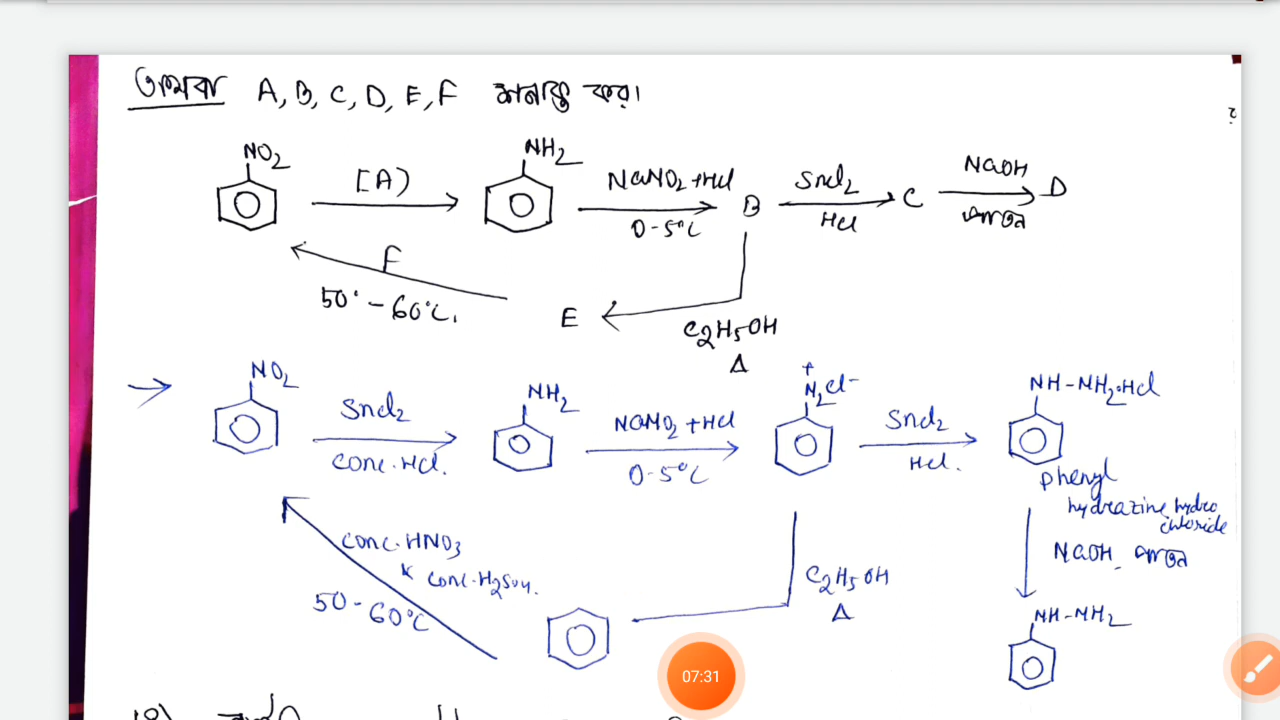 অথবা A, B, C, D, E, F শনাক্ত কর।
NO2 [A) NH2 NaNO2+HCl 0-5°C B SnCl2 HCl C NaOH D
F 50°-60°C. E C2H5OH Δ
NO2 SnCl2 Conc.HCl. NH2 NaNO2+HCl 0-5°C N2Cl- + SnCl2 HCl. NH-NH2.HCl
phenyl
hydrazine hydro
chloride
conc.HNO3
conc.H2SO4.
50-60°C
C2H5OH
Δ
NaOH
NH-NH2
07:31